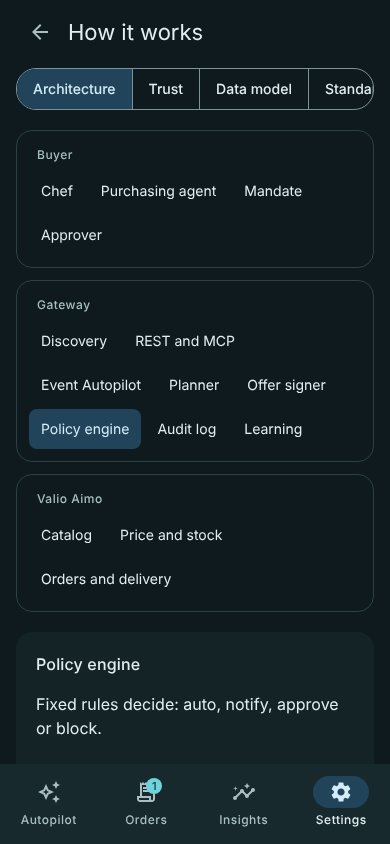 How it works
Architecture Trust Data model Standa
Buyer
Chef Purchasing agent Mandate
Approver
Gateway
Discovery REST and MCP
Event Autopilot Planner Offer signer
Policy engine Audit log Learning
Valio Aimo
Catalog Price and stock
Orders and delivery
Policy engine
Fixed rules decide: auto, notify, approve
or block.
1
Autopilot Orders Insights Settings